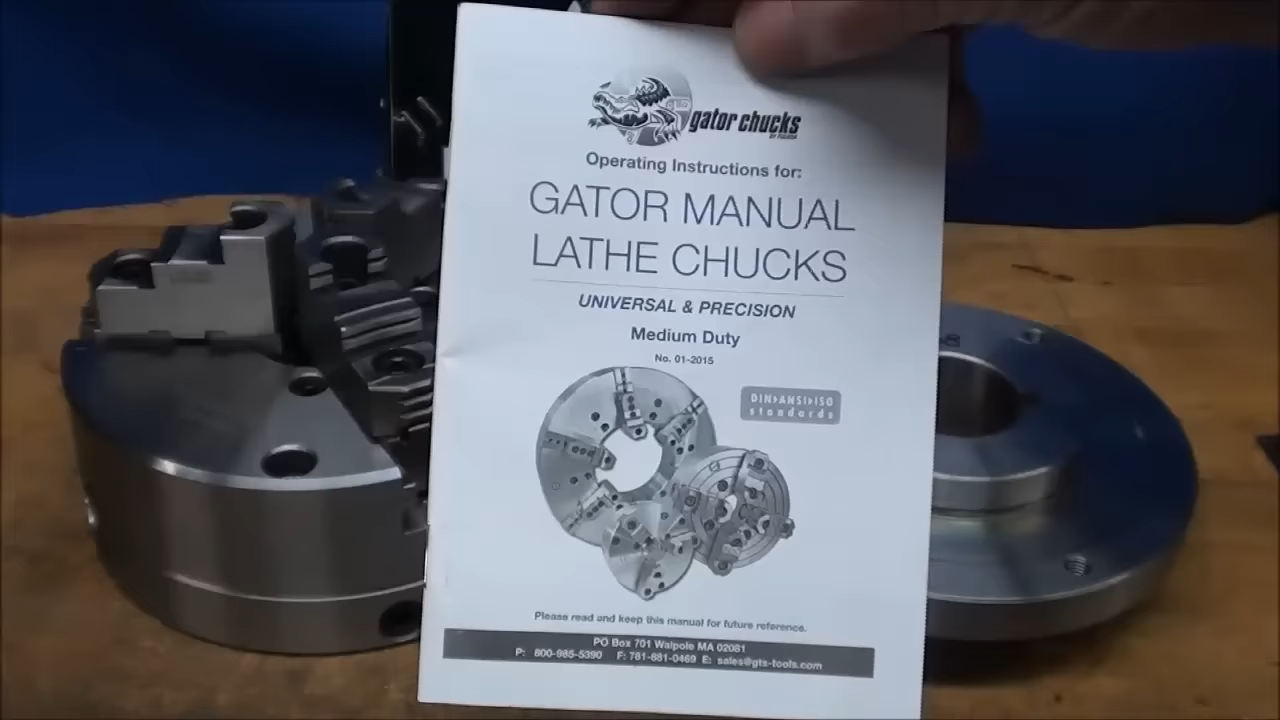 gator chucks
Operating Instructions for:
GATOR MANUAL
LATHE CHUCKS
UNIVERSAL & PRECISION
Medium Duty
No. 01-2015
DIN›ANSI›ISO
standards
Please read and keep this manual for future reference.
PO Box 701 Walpole MA 02081
P: 800-985-5390 F: 781-881-0469 E: sales@gts-tools.com